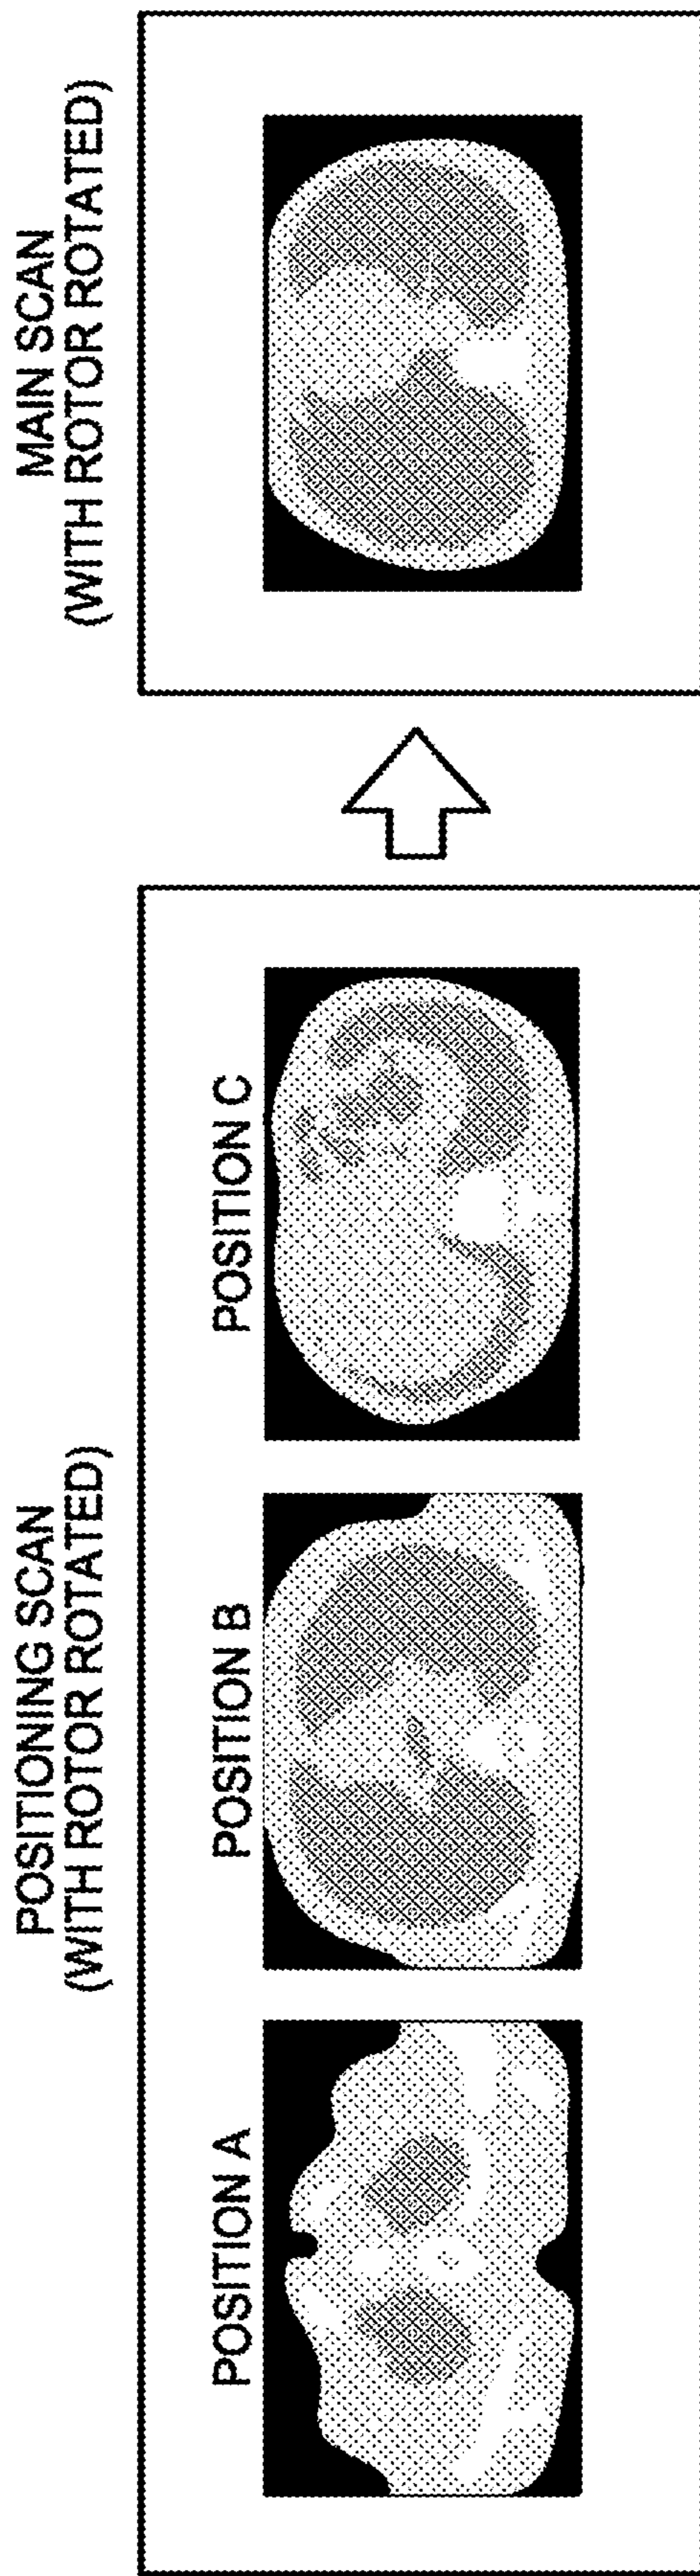 POSITIONING SCAN
(WITH ROTOR ROTATED)
POSITION A
POSITION B
POSITION C
MAIN SCAN
(WITH ROTOR ROTATED)